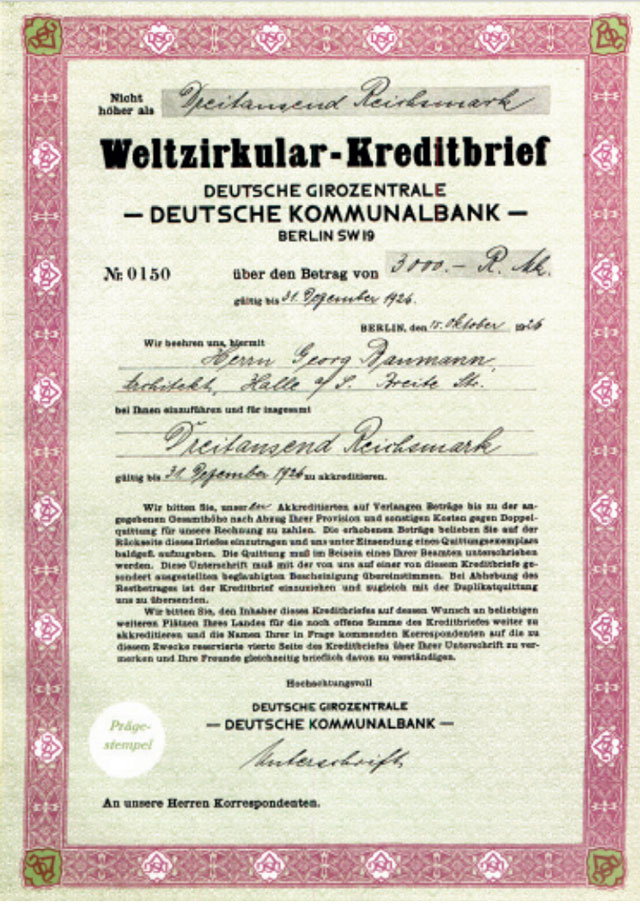 Nicht
höher als Dreitausend Reichsmark
Weltzirkular-Kreditbrief
DEUTSCHE GIROZENTRALE
— DEUTSCHE KOMMUNALBANK —
BERLIN SW 19
Nr. 0150 über den Betrag von 3000.- R. Mk.
gültig bis 31. Dezember 1926.
BERLIN, den 15. Oktober 1926
Wir beehren uns, hiermit
Herrn Georg Baumann,
Architekt, Halle a/S. Breite Str.
bei Ihnen einzuführen und für insgesamt
Dreitausend Reichsmark
gültig bis 31. Dezember 1926 zu akkreditieren.
Wir bitten Sie, unseren Akkreditierten auf Verlangen Beträge bis zu der an-
gegebenen Gesamthöhe nach Abzug Ihrer Provision und sonstigen Kosten gegen Doppel-
quittung für unsere Rechnung zu zahlen. Die erhobenen Beträge belieben Sie auf der
Rückseite dieses Briefes einzutragen und uns unter Einsendung eines Quittungsexemplars
baldgefl. aufzugeben. Die Quittung muß im Beisein eines Ihrer Beamten unterschrieben
werden. Diese Unterschrift muß mit der von uns auf einer von diesem Kreditbriefe ge-
sondert ausgestellten beglaubigten Bescheinigung übereinstimmen. Bei Abhebung des
Restbetrages ist der Kreditbrief einzuziehen und zugleich mit der Duplikatquittung
uns zu übersenden.
Wir bitten Sie, den Inhaber dieses Kreditbriefes auf dessen Wunsch an beliebigen
weiteren Plätzen Ihres Landes für die noch offene Summe des Kreditbriefes weiter zu
akkreditieren und die Namen Ihrer in Frage kommenden Korrespondenten auf die zu
diesem Zwecke reservierte vierte Seite des Kreditbriefes über Ihrer Unterschrift zu ver-
merken und Ihre Freunde gleichzeitig brieflich davon zu verständigen.
Hochachtungsvoll
DEUTSCHE GIROZENTRALE
— DEUTSCHE KOMMUNALBANK —
Präge-
stempel
Unterschrift
An unsere Herren Korrespondenten.